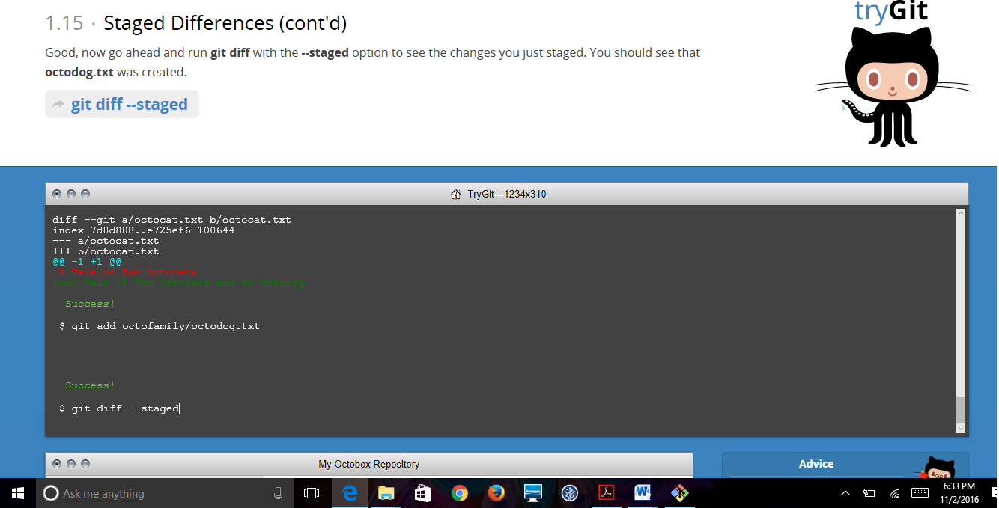 1.15 · Staged Differences (cont'd)
tryGit
Good, now go ahead and run git diff with the --staged option to see the changes you just staged. You should see that
octodog.txt was created.
git diff --staged
TryGit—1234x310
diff --git a/octocat.txt b/octocat.txt
index 7d8d808..e725ef6 100644
--- a/octocat.txt
+++ b/octocat.txt
@@ -1 +1 @@
-A Tale of Two Octocats
A Tale of Two Octocats and an Octodog
Success!
$ git add octofamily/octodog.txt
Success!
$ git diff --staged
My Octobox Repository
Advice
Ask me anything
6:33 PM
11/2/2016